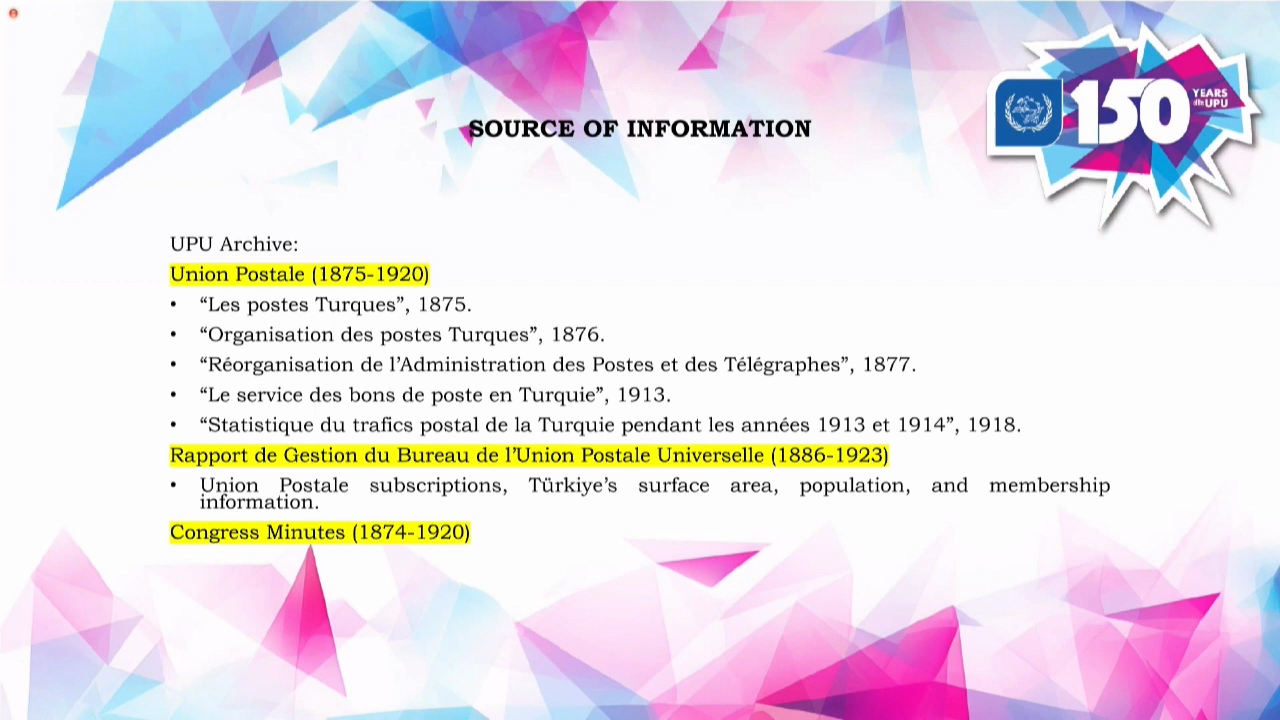 SOURCE OF INFORMATION
150
YEARS
UPU
UPU Archive:
Union Postale (1875-1920)
• “Les postes Turques”, 1875.
• “Organisation des postes Turques”, 1876.
• “Réorganisation de l’Administration des Postes et des Télégraphes”, 1877.
• “Le service des bons de poste en Turquie”, 1913.
• “Statistique du trafics postal de la Turquie pendant les années 1913 et 1914”, 1918.
Rapport de Gestion du Bureau de l’Union Postale Universelle (1886-1923)
• Union Postale subscriptions, Türkiye’s surface area, population, and membership
information.
Congress Minutes (1874-1920)